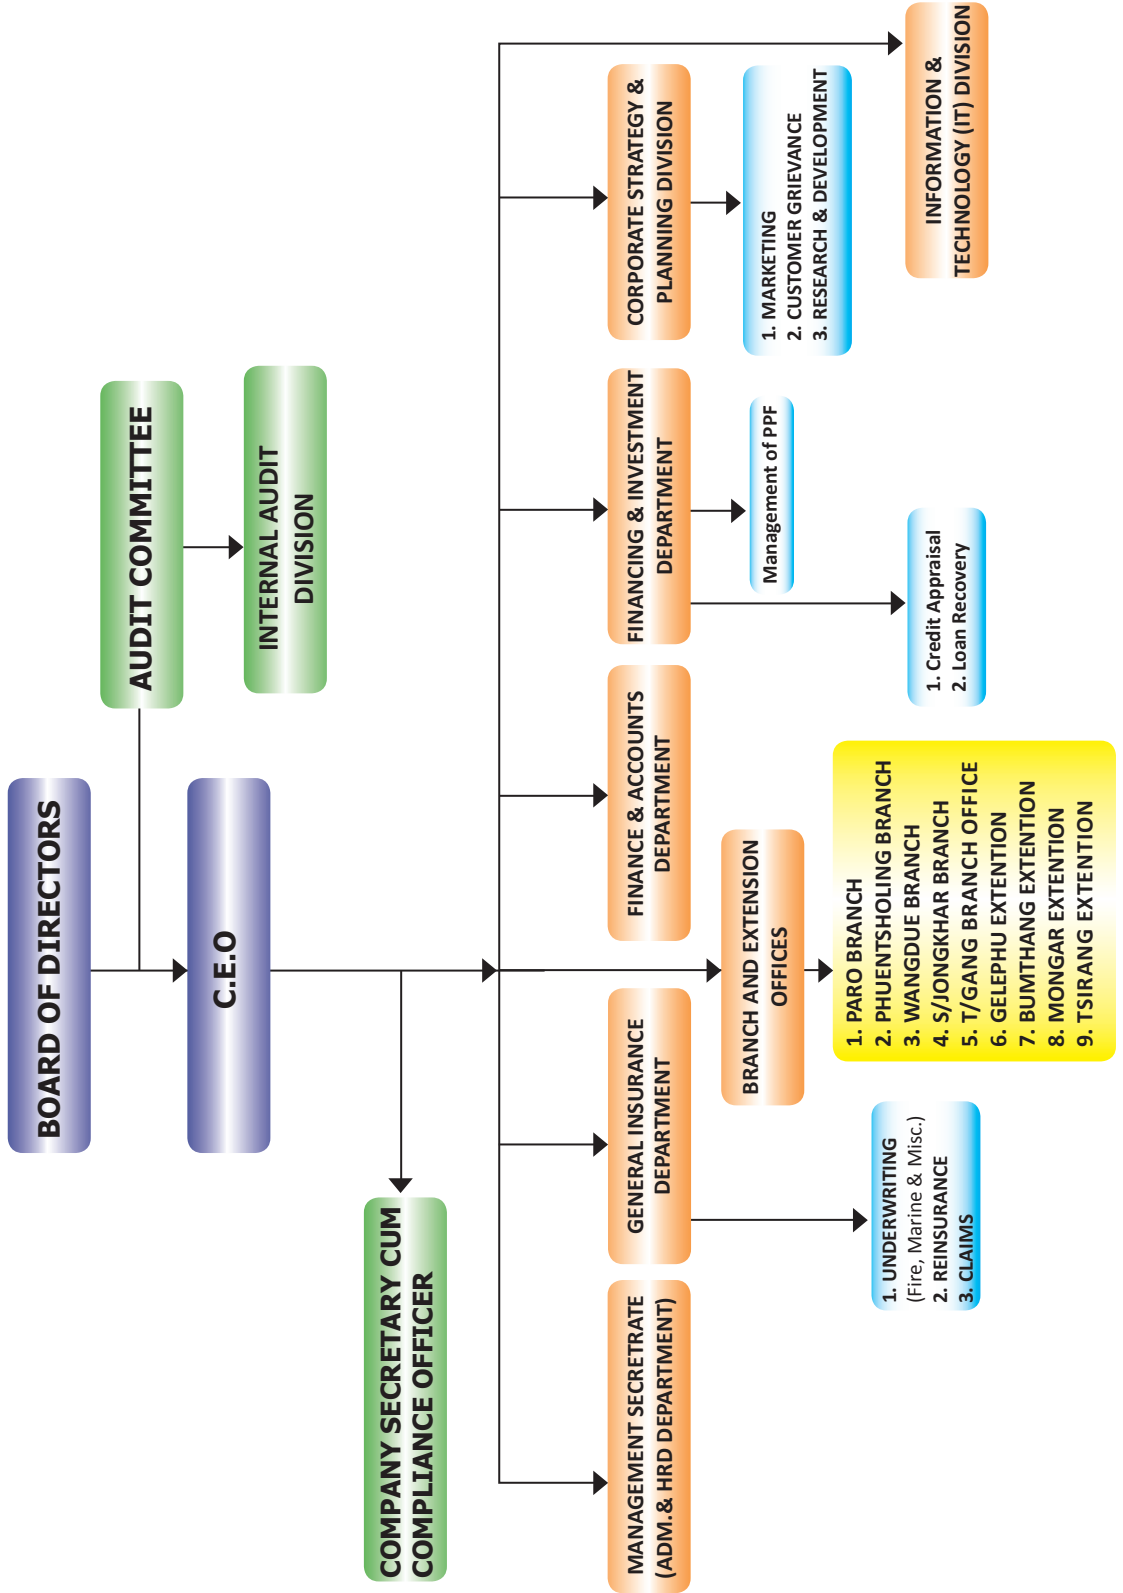 BOARD OF DIRECTORS
AUDIT COMMITTEE
C.E.O
INTERNAL AUDIT
DIVISION
COMPANY SECRETARY CUM
COMPLIANCE OFFICER
MANAGEMENT SECRETRATE
(ADM.& HRD DEPARTMENT)
GENERAL INSURANCE
DEPARTMENT
FINANCE & ACCOUNTS
DEPARTMENT
FINANCING & INVESTMENT
DEPARTMENT
CORPORATE STRATEGY &
PLANNING DIVISION
BRANCH AND EXTENSION
OFFICES
Management of PPF
1. MARKETING
2. CUSTOMER GRIEVANCE
3. RESEARCH & DEVELOPMENT
1. UNDERWRITING
(Fire, Marine & Misc.)
2. REINSURANCE
3. CLAIMS
1. PARO BRANCH
2. PHUENTSHOLING BRANCH
3. WANGDUE BRANCH
4. S/JONGKHAR BRANCH
5. T/GANG BRANCH OFFICE
6. GELEPHU EXTENTION
7. BUMTHANG EXTENTION
8. MONGAR EXTENTION
9. TSIRANG EXTENTION
1. Credit Appraisal
2. Loan Recovery
INFORMATION &
TECHNOLOGY (IT) DIVISION